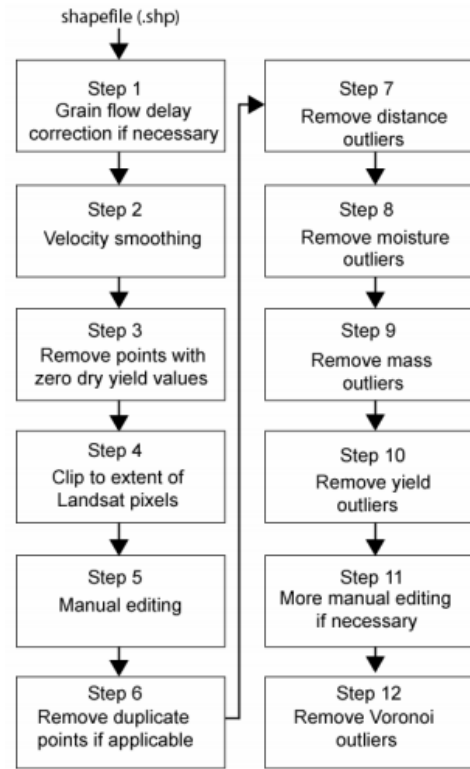 shapefile (.shp)
Step 1
Grain flow delay
correction if necessary
Step 2
Velocity smoothing
Step 3
Remove points with
zero dry yield values
Step 4
Clip to extent of
Landsat pixels
Step 5
Manual editing
Step 6
Remove duplicate
points if applicable
Step 7
Remove distance
outliers
Step 8
Remove moisture
outliers
Step 9
Remove mass
outliers
Step 10
Remove yield
outliers
Step 11
More manual editing
if necessary
Step 12
Remove Voronoi
outliers